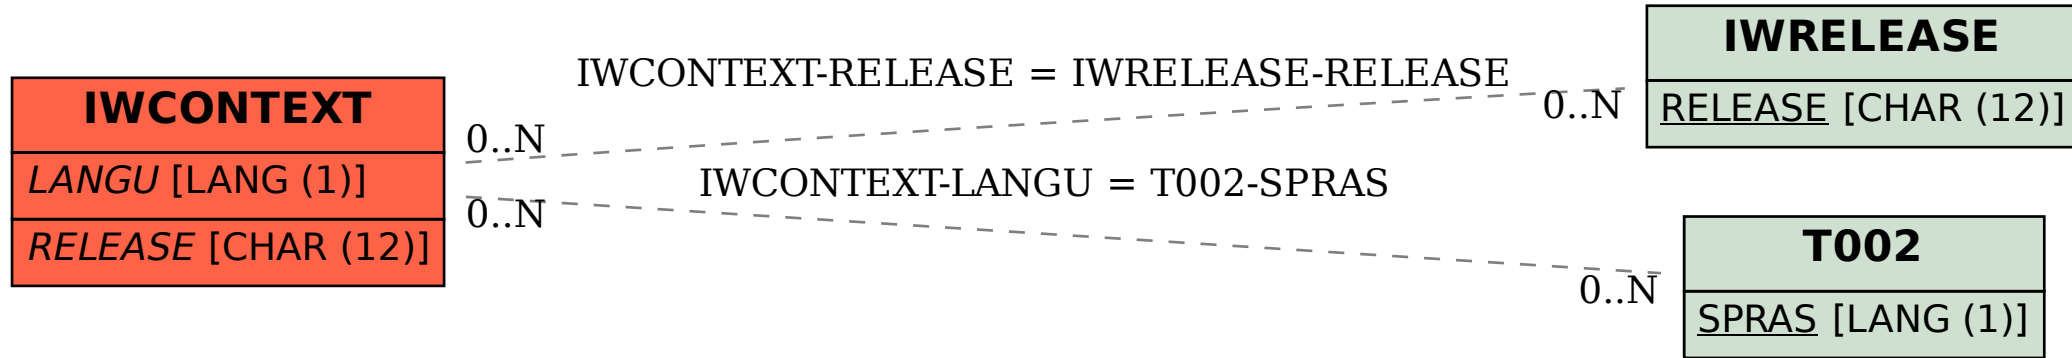 IWCONTEXT
LANGU [LANG (1)]
RELEASE [CHAR (12)]
0..N
IWCONTEXT-RELEASE = IWRELEASE-RELEASE
0..N
IWRELEASE
RELEASE [CHAR (12)]
0..N
IWCONTEXT-LANGU = T002-SPRAS
0..N
T002
SPRAS [LANG (1)]